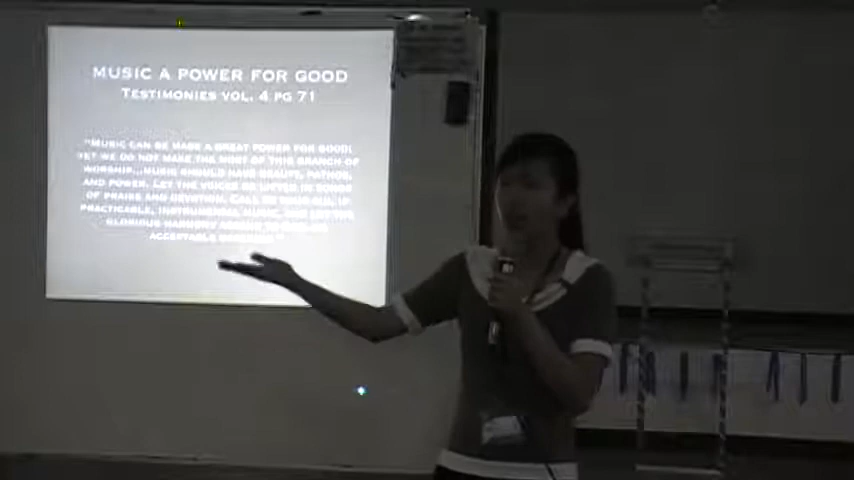 MUSIC A POWER FOR GOOD
TESTIMONIES VOL. 4 PG 71
"MUSIC CAN BE MADE A GREAT POWER FOR GOOD;
YET WE DO NOT MAKE THE MOST OF THIS BRANCH OF
WORSHIP...MUSIC SHOULD HAVE BEAUTY, PATHOS,
AND POWER. LET THE VOICES BE LIFTED IN SONGS
OF PRAISE AND DEVOTION. CALL TO YOUR AID, IF
PRACTICABLE, INSTRUMENTAL MUSIC, AND LET THE
GLORIOUS HARMONY ASCEND TO
ACCEPTABLE